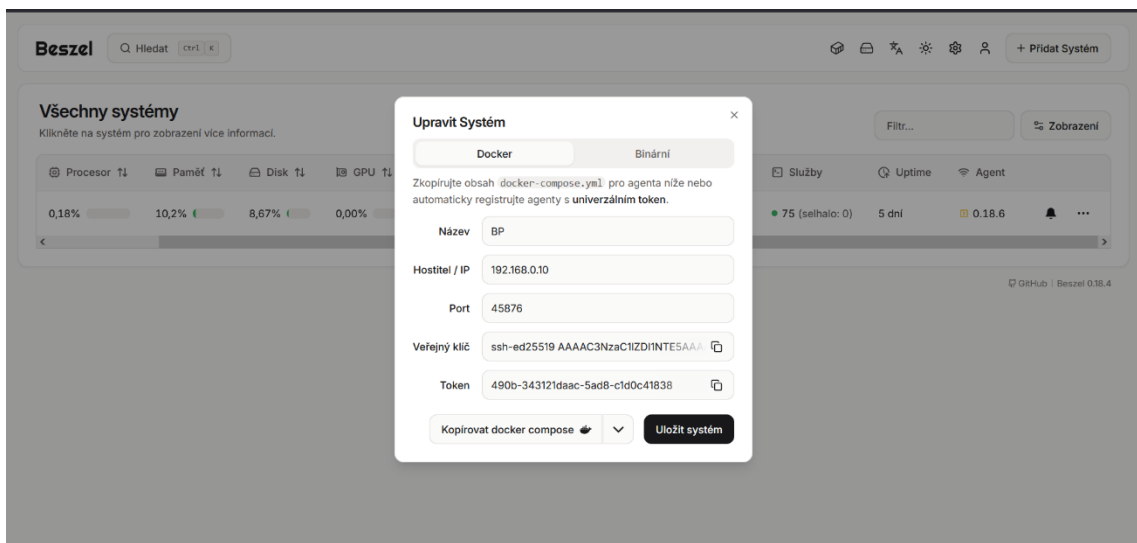 Beszel
Hledat Ctrl K
+ Přidat Systém
Všechny systémy
Klikněte na systém pro zobrazení více informací.
Filtr...
Zobrazení
Procesor
Paměť
Disk
GPU
Služby
Uptime
Agent
0,18%
10,2%
8,67%
0,00%
75 (selhalo: 0)
5 dní
0.18.6
GitHub | Beszel 0.18.4
Upravit Systém
Docker
Binární
Zkopírujte obsah docker-compose.yml pro agenta níže nebo
automaticky registrujte agenty s univerzálním token.
Název BP
Hostitel / IP 192.168.0.10
Port 45876
Veřejný klíč ssh-ed25519 AAAAC3NzaC1lZDI1NTE5AAA
Token 490b-343121daac-5ad8-c1d0c41838
Kopírovat docker compose
Uložit systém